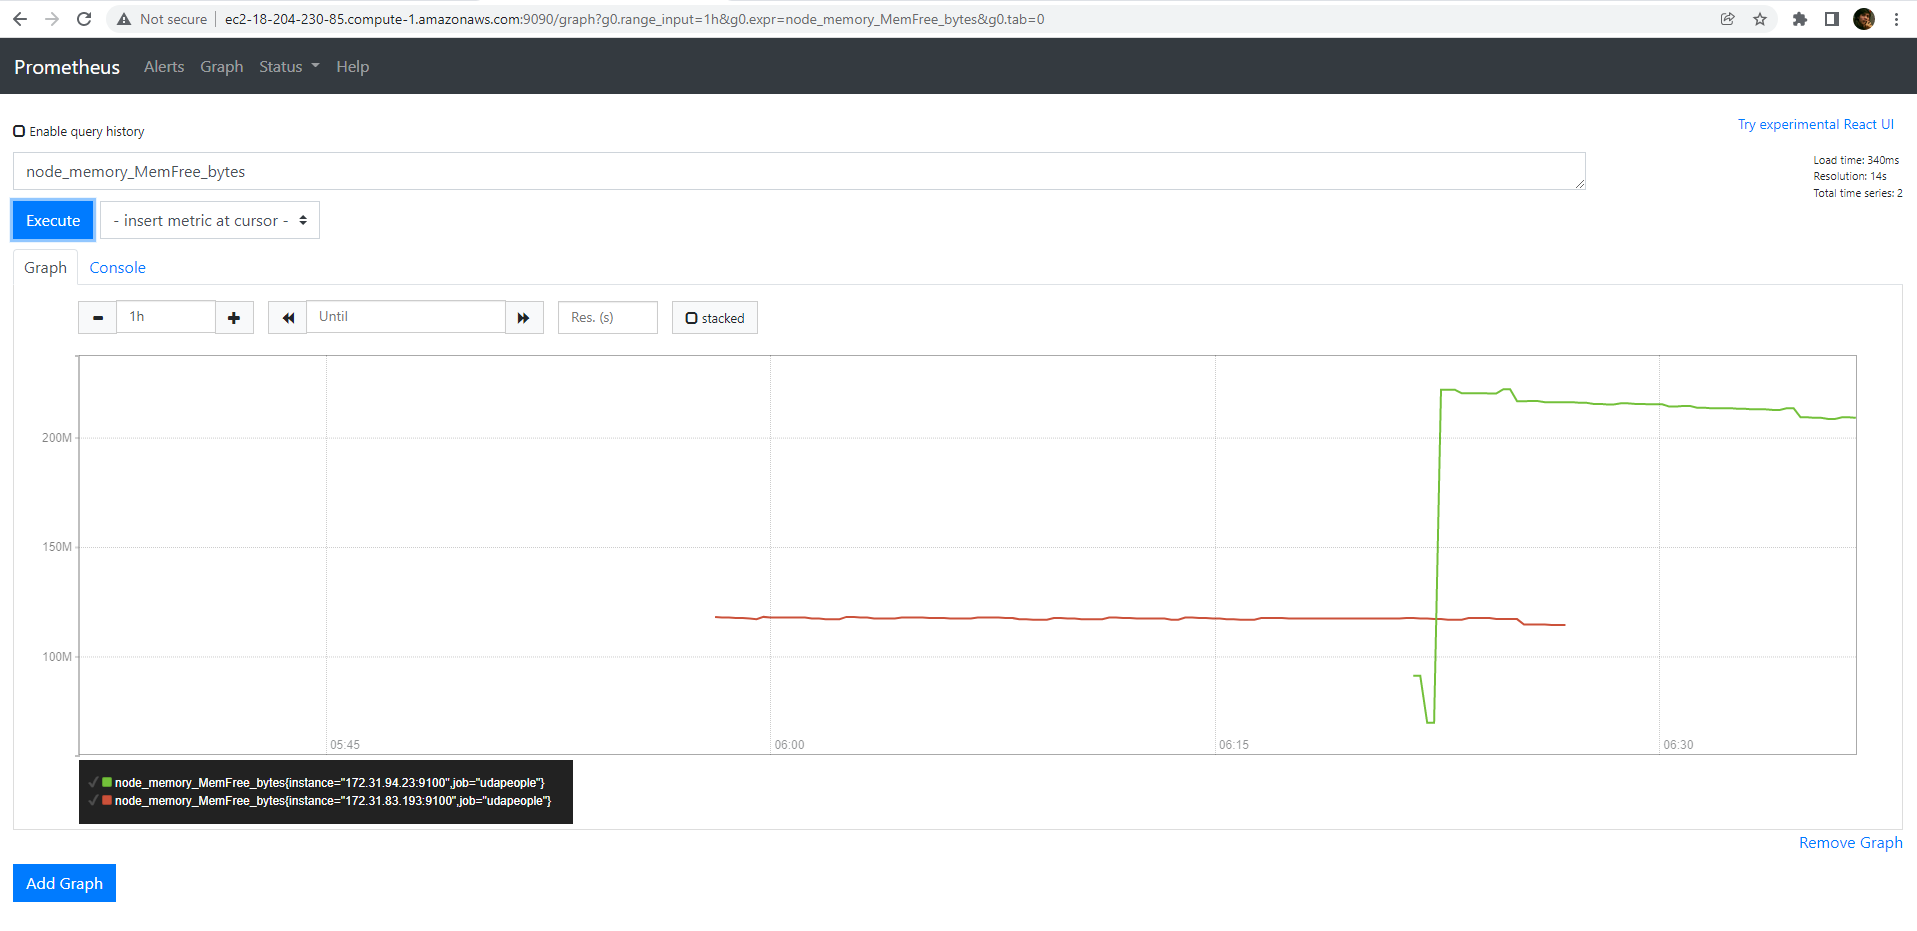 Not secure ec2-18-204-230-85.compute-1.amazonaws.com:9090/graph?g0.range_input=1h&g0.expr=node_memory_MemFree_bytes&g0.tab=0
Prometheus Alerts Graph Status Help
Enable query history
Try experimental React UI
node_memory_MemFree_bytes
Load time: 340ms
Resolution: 14s
Total time series: 2
Execute - insert metric at cursor -
Graph Console
1h Until Res. (s) stacked
200M
150M
100M
05:45 06:00 06:15 06:30
node_memory_MemFree_bytes{instance="172.31.94.23:9100",job="udapeople"}
node_memory_MemFree_bytes{instance="172.31.83.193:9100",job="udapeople"}
Remove Graph
Add Graph